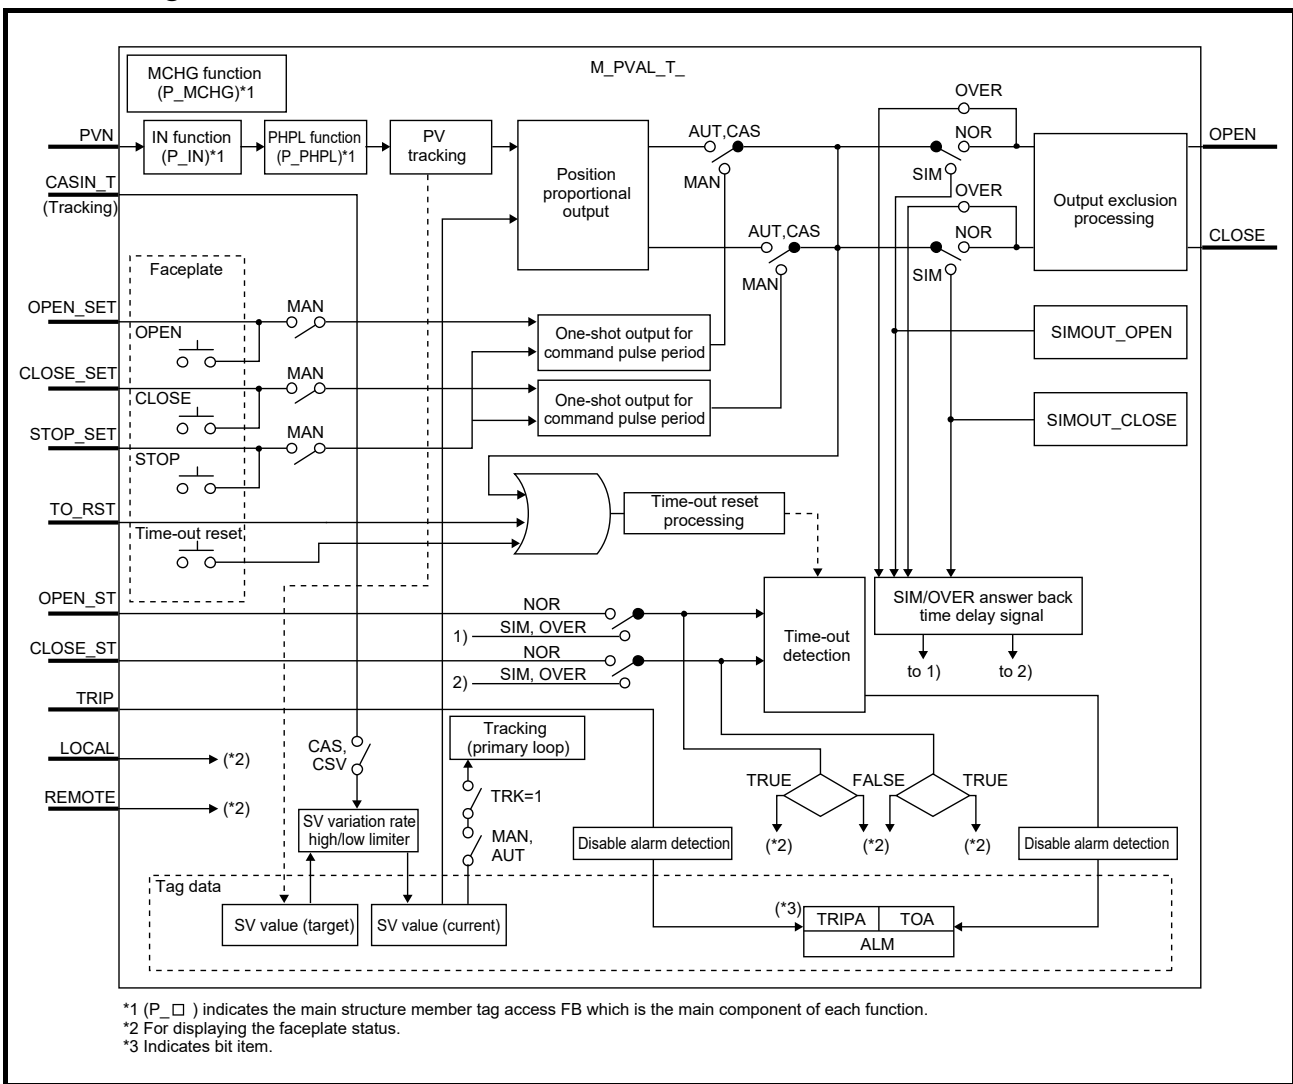 M_PVAL_T_
MCHG function
(P_MCHG)*1
PVN
IN function
(P_IN)*1
PHPL function
(P_PHPL)*1
PV
tracking
Position
proportional
output
AUT,CAS
MAN
OVER
NOR
SIM
OPEN
CASIN_T
(Tracking)
AUT,CAS
MAN
OVER
NOR
SIM
Output exclusion
processing
CLOSE
Faceplate
OPEN_SET
OPEN
MAN
One-shot output for
command pulse period
SIMOUT_OPEN
CLOSE_SET
CLOSE
MAN
One-shot output for
command pulse period
SIMOUT_CLOSE
STOP_SET
STOP
MAN
TO_RST
Time-out reset
Time-out reset
processing
OPEN_ST
NOR
1)
SIM, OVER
CLOSE_ST
NOR
2)
SIM, OVER
Time-out
detection
SIM/OVER answer back
time delay signal
to 1)
to 2)
TRIP
LOCAL
(*2)
REMOTE
(*2)
CAS,
CSV
Tracking
(primary loop)
TRK=1
MAN,
AUT
SV variation rate
high/low limiter
TRUE
FALSE
TRUE
(*2)
(*2)
(*2)
Disable alarm detection
Disable alarm detection
Tag data
SV value (target)
SV value (current)
(*3)
TRIPA
TOA
ALM
*1 (P_□ ) indicates the main structure member tag access FB which is the main component of each function.
*2 For displaying the faceplate status.
*3 Indicates bit item.